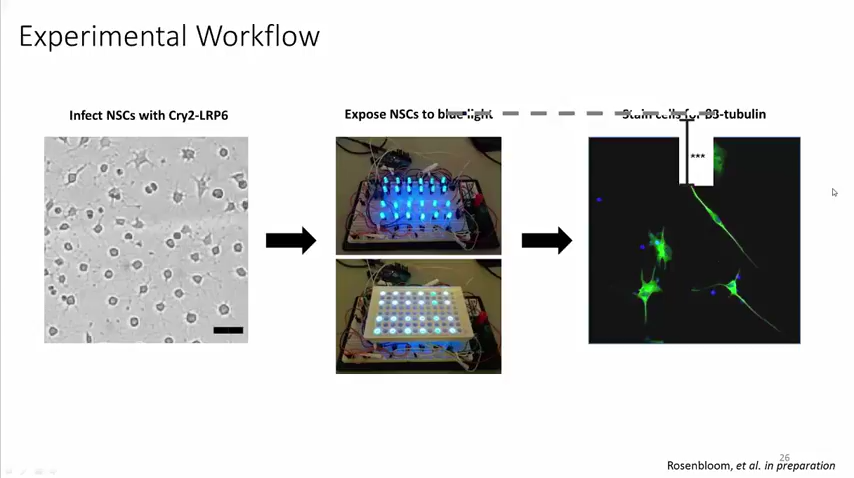 Experimental Workflow
Infect NSCs with Cry2-LRP6
Expose NSCs to blue light
Stain cells for β3-tubulin
***
26
Rosenbloom, et al. in preparation